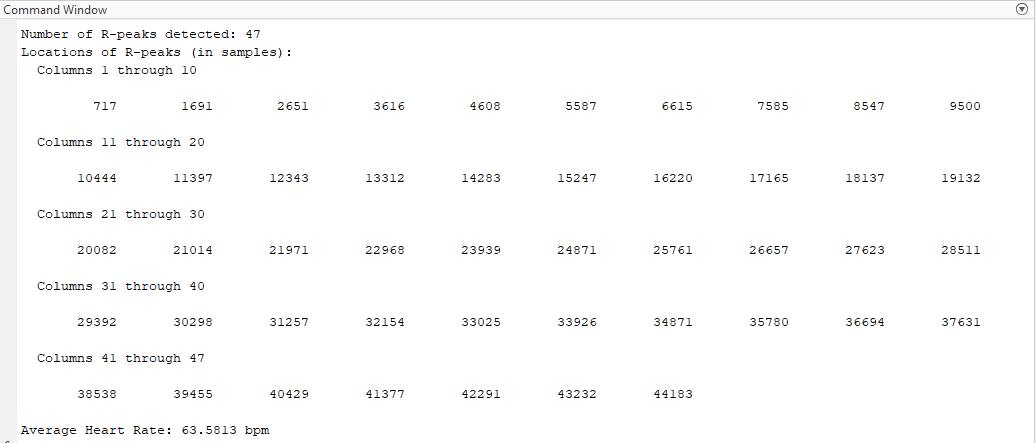 Command Window
Number of R-peaks detected: 47
Locations of R-peaks (in samples):
Columns 1 through 10
717 1691 2651 3616 4608 5587 6615 7585 8547 9500
Columns 11 through 20
10444 11397 12343 13312 14283 15247 16220 17165 18137 19132
Columns 21 through 30
20082 21014 21971 22968 23939 24871 25761 26657 27623 28511
Columns 31 through 40
29392 30298 31257 32154 33025 33926 34871 35780 36694 37631
Columns 41 through 47
38538 39455 40429 41377 42291 43232 44183
Average Heart Rate: 63.5813 bpm